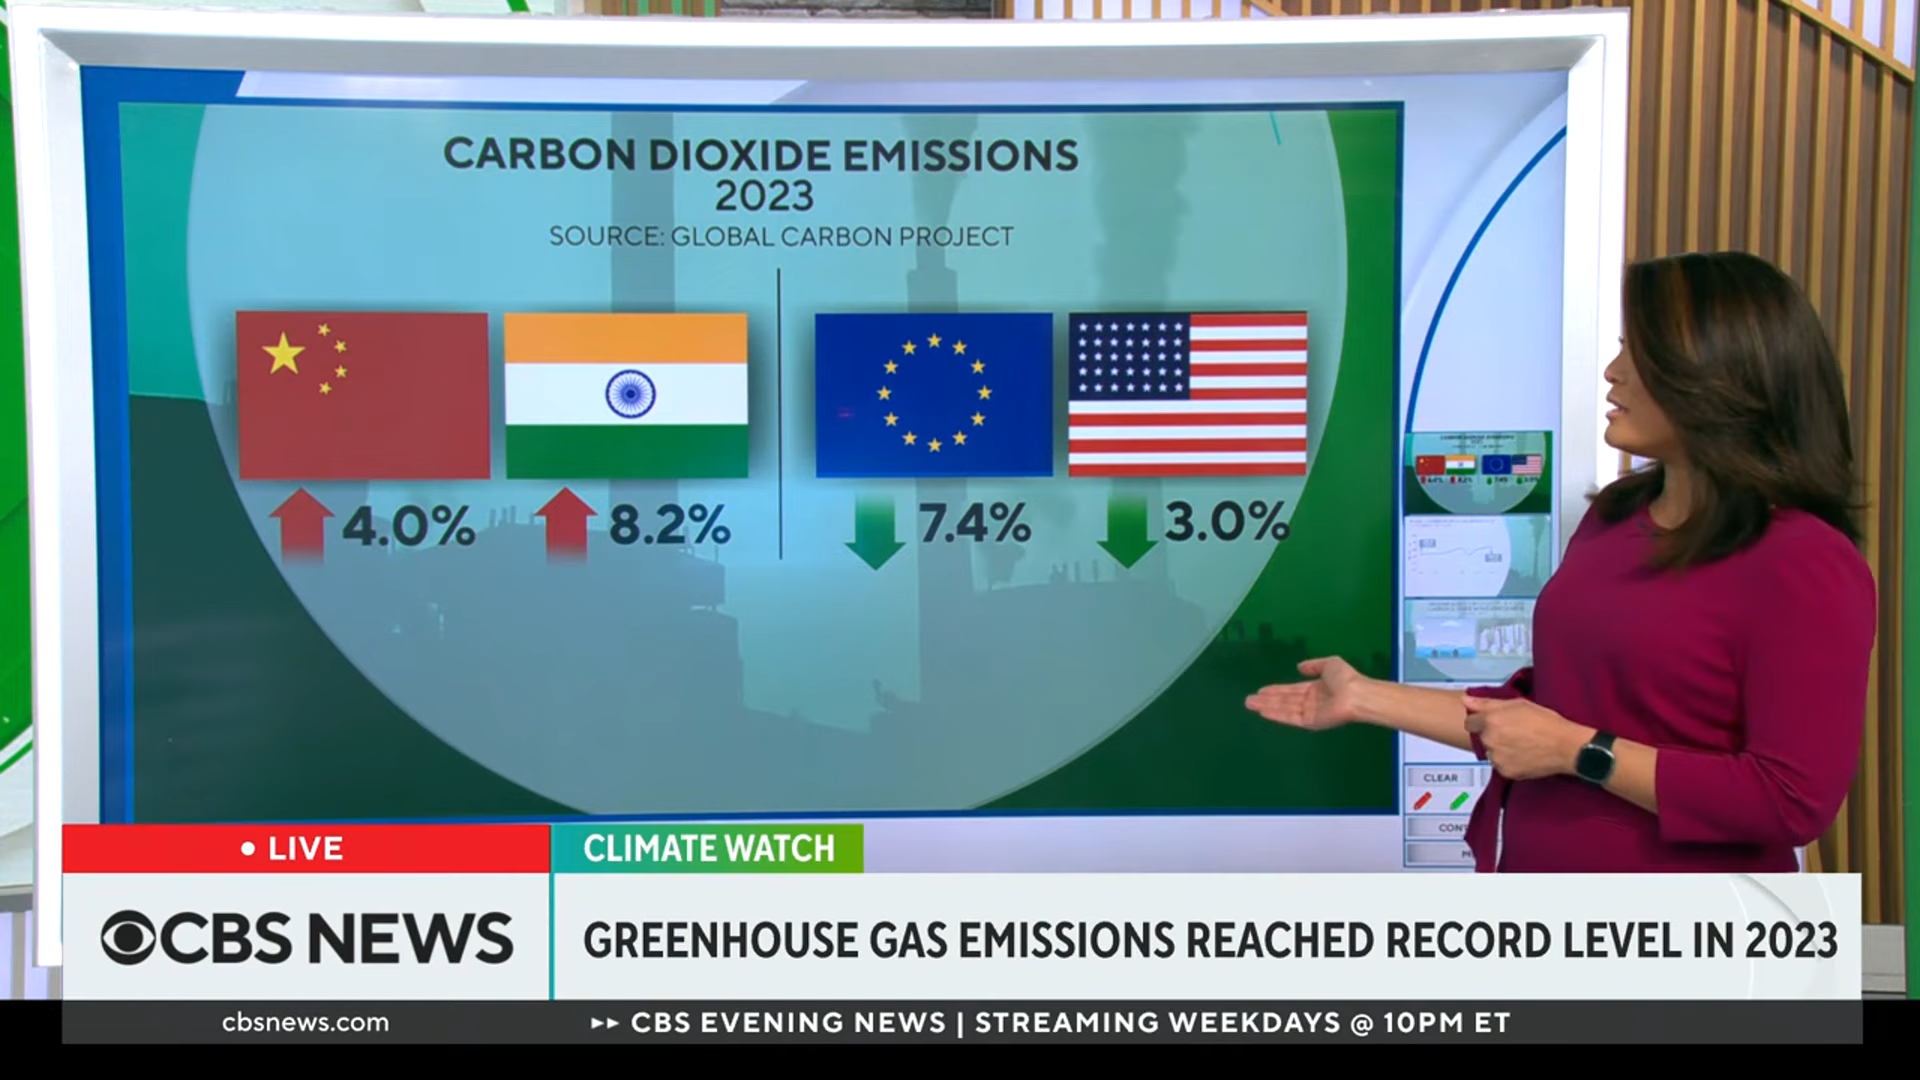 CARBON DIOXIDE EMISSIONS
2023
SOURCE: GLOBAL CARBON PROJECT
4.0% 8.2% 7.4% 3.0%
CLEAR
LIVE
CLIMATE WATCH
CBS NEWS
GREENHOUSE GAS EMISSIONS REACHED RECORD LEVEL IN 2023
cbsnews.com
CBS EVENING NEWS | STREAMING WEEKDAYS @ 10PM ET